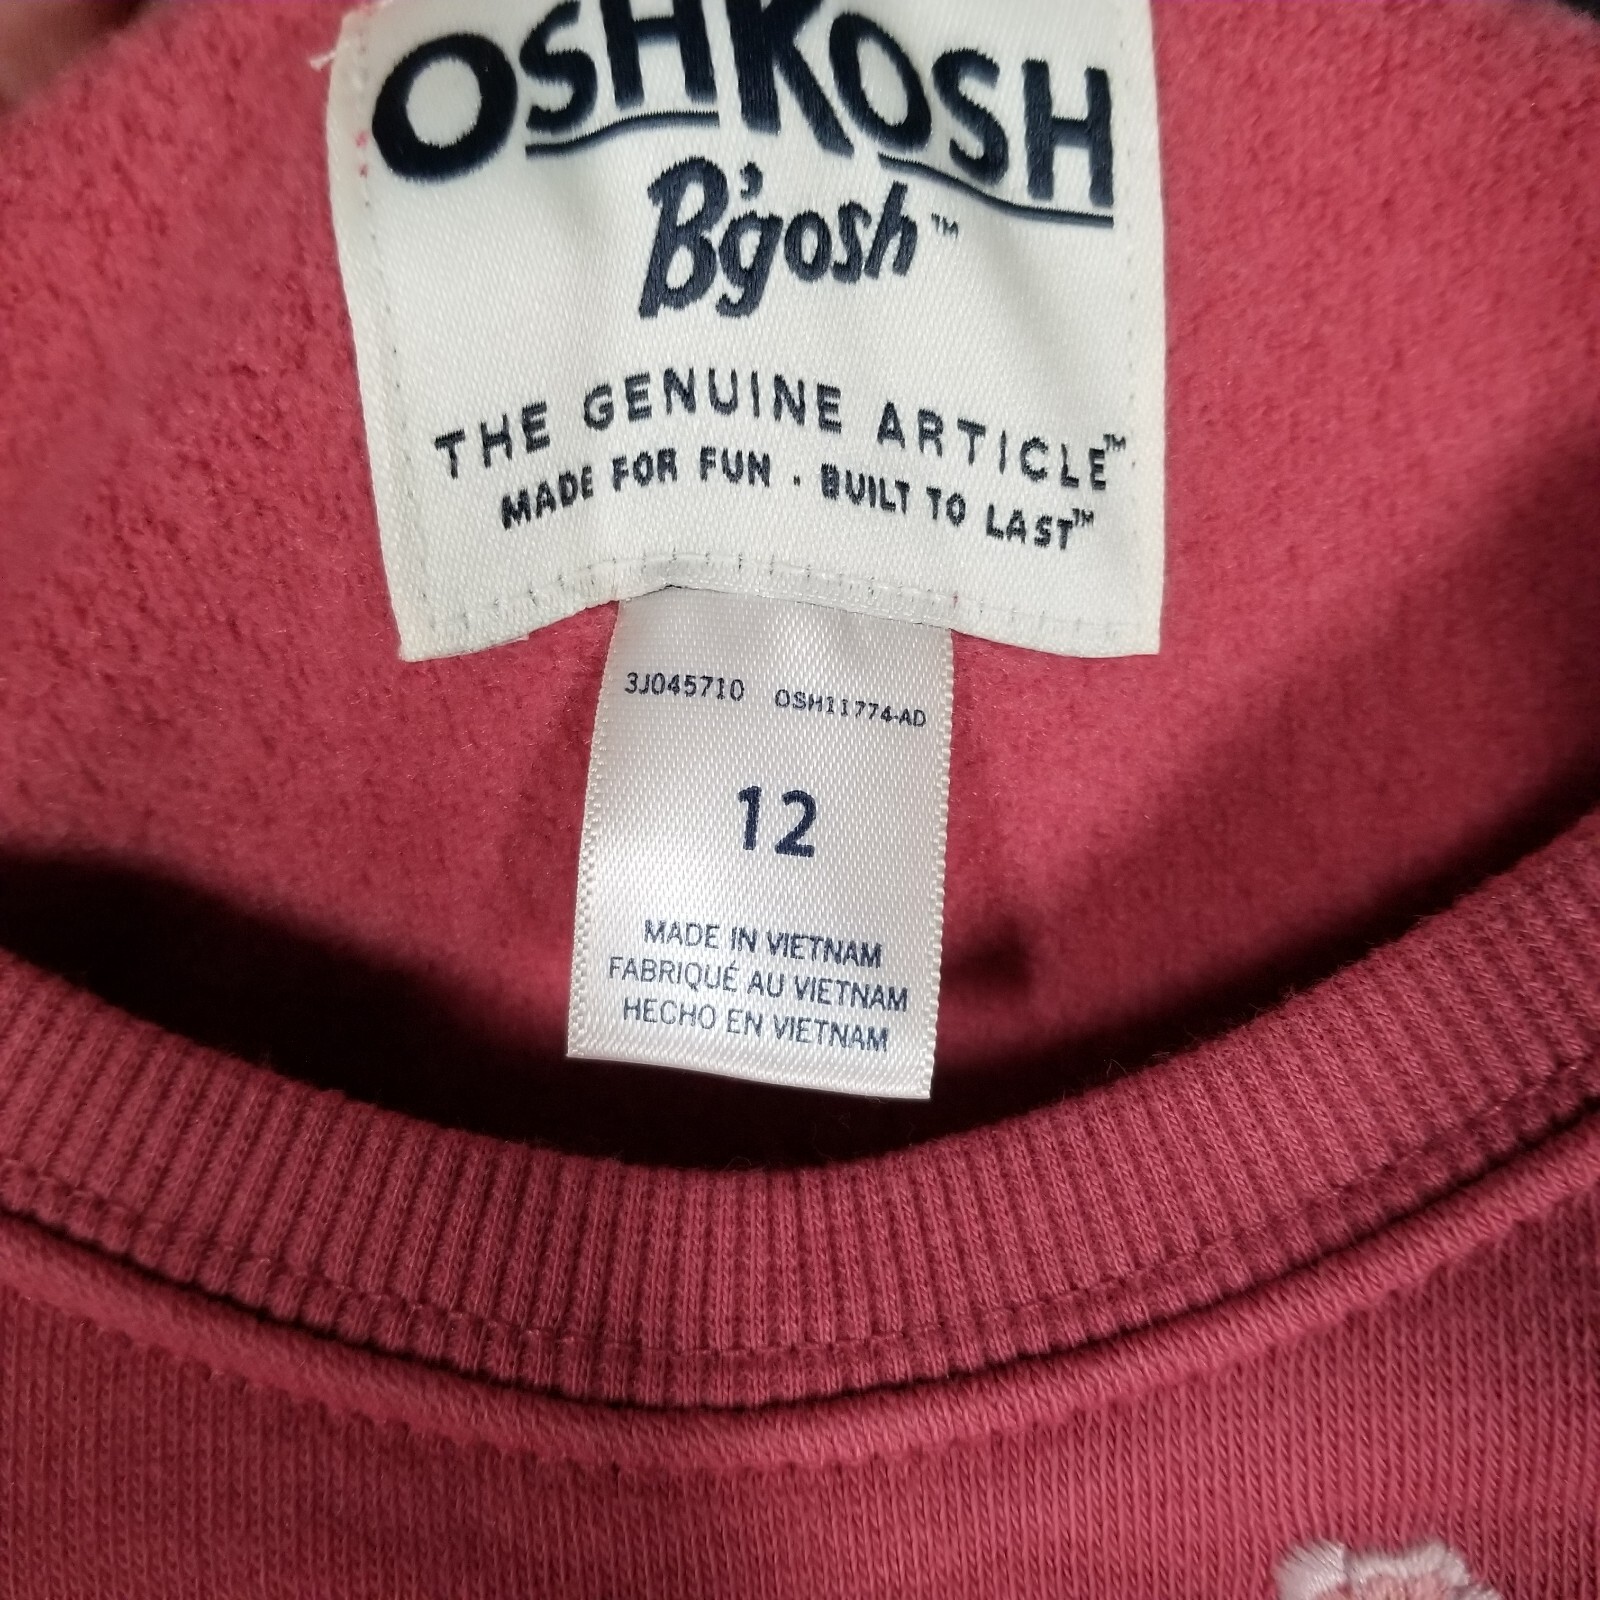 OSHKOSH
B'gosh™
THE GENUINE ARTICLE™
MADE FOR FUN · BUILT TO LAST™
3J045710 OSH11774-AD
12
MADE IN VIETNAM
FABRIQUÉ AU VIETNAM
HECHO EN VIETNAM